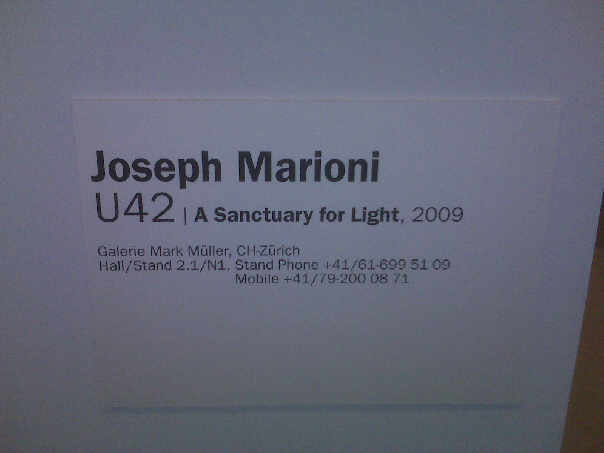 Joseph Marioni
U42 | A Sanctuary for Light, 2009
Galerie Mark Müller, CH-Zürich
Hall/Stand 2.1/N1, Stand Phone +41/61-699 51 09
Mobile +41/79-200 08 71